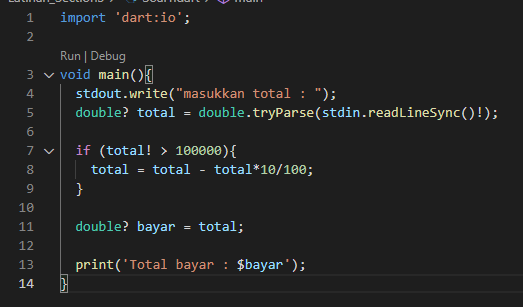 main
1 import 'dart:io';
2
Run | Debug
3 void main(){
4 stdout.write("masukkan total : ");
5 double? total = double.tryParse(stdin.readLineSync()!);
6
7 if (total! > 100000){
8 total = total - total*10/100;
9 }
10
11 double? bayar = total;
12
13 print('Total bayar : $bayar');
14 }